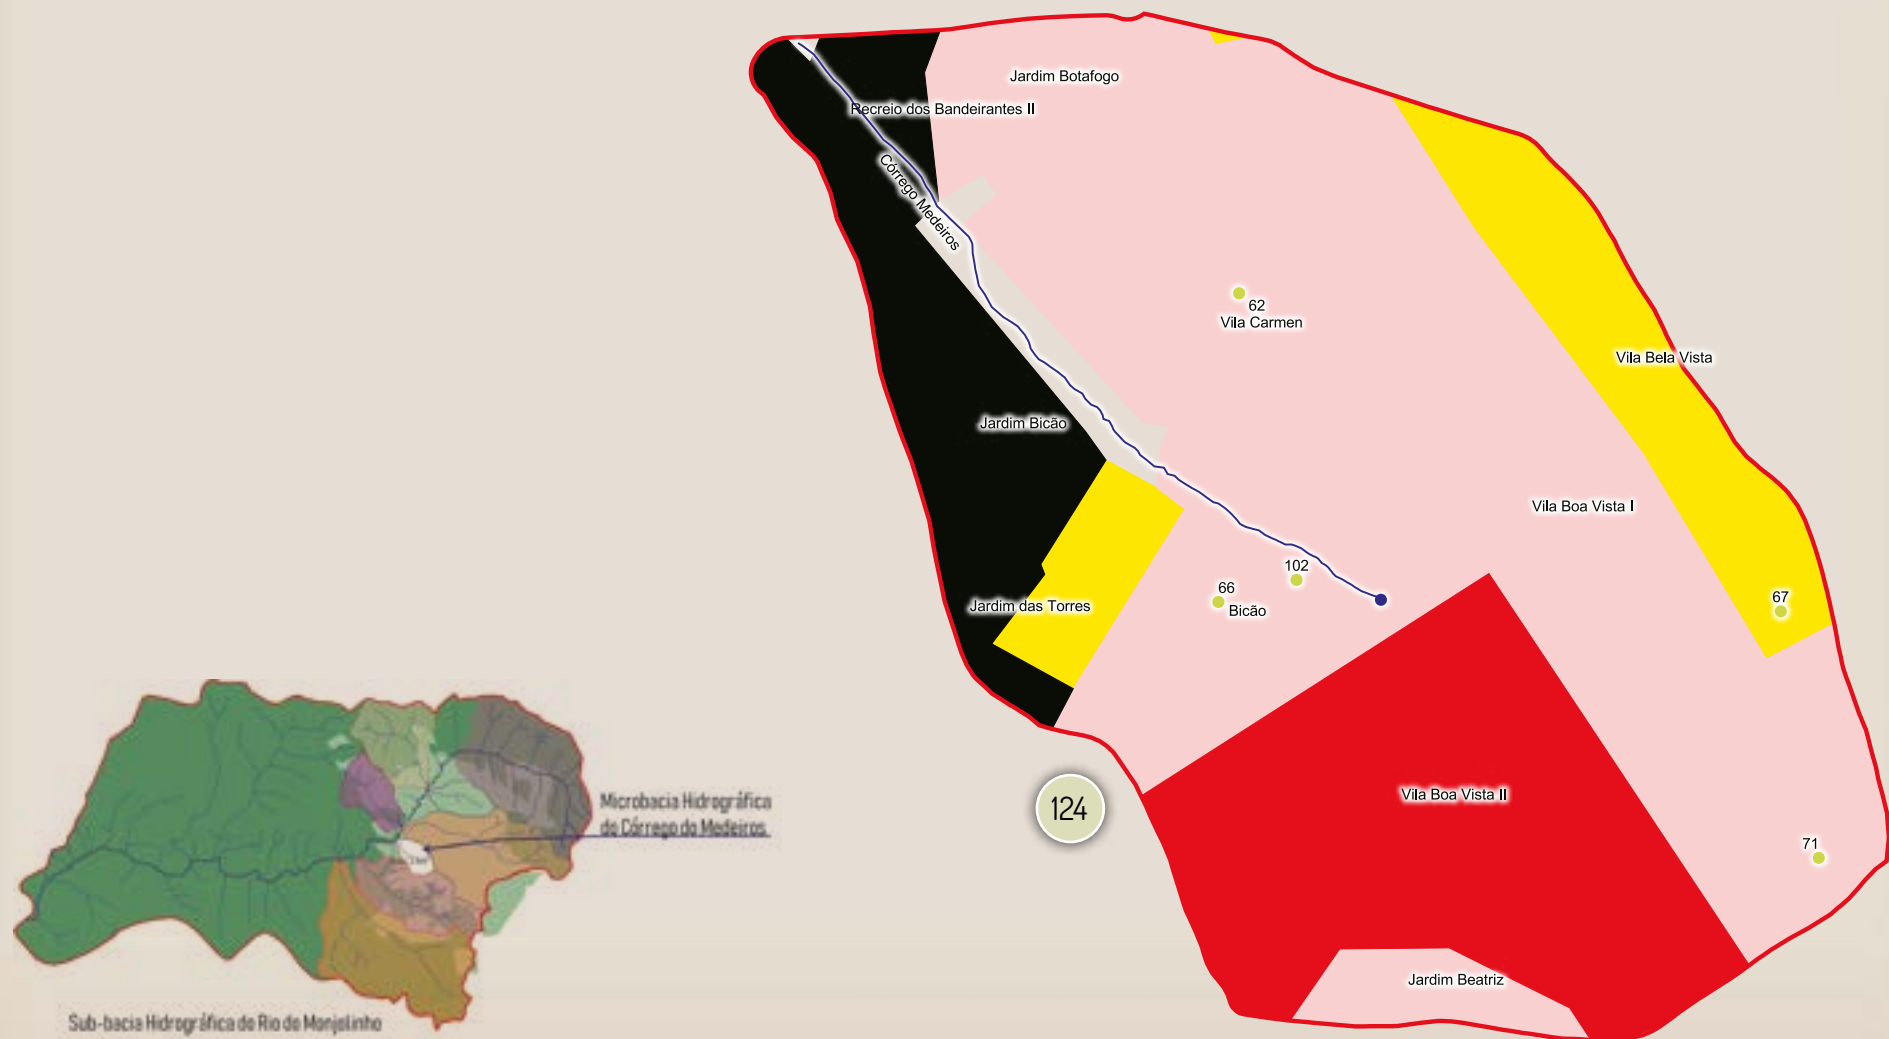 Jardim Botafogo
Recreio dos Bandeirantes II
Córrego Medeiros
62
Vila Carmen
Vila Bela Vista
Jardim Bicão
Vila Boa Vista I
102
66
Bicão
67
Jardim das Torres
124
Vila Boa Vista II
71
Jardim Beatriz
Microbacia Hidrográfica
do Córrego do Medeiros
Sub-bacia Hidrográfica do Rio do Monjolinho